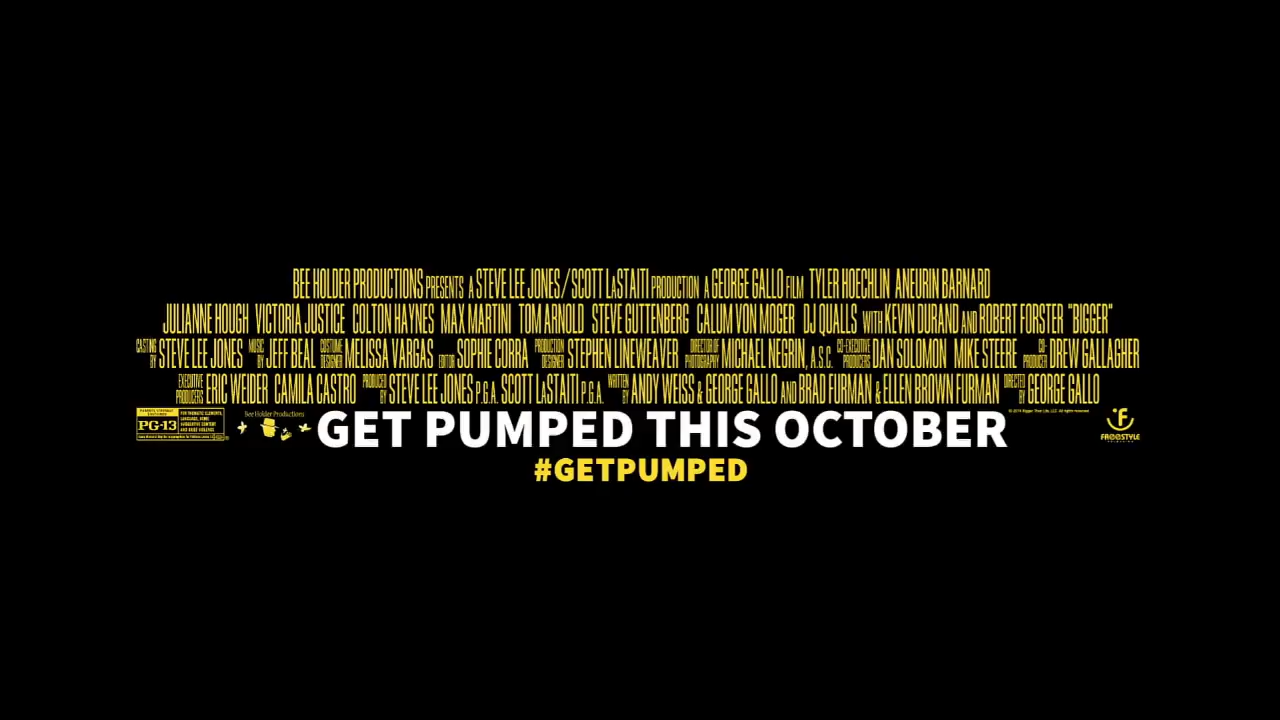 BEE HOLDER PRODUCTIONS PRESENTS A STEVE LEE JONES/SCOTT LASTAITI PRODUCTION A GEORGE GALLO FILM TYLER HOECHLIN ANEURIN BARNARD
JULIANNE HOUGH VICTORIA JUSTICE COLTON HAYNES MAX MARTINI TOM ARNOLD STEVE GUTTENBERG CALUM VON MOGER DJ QUALLS WITH KEVIN DURAND AND ROBERT FORSTER "BIGGER"
CASTING BY STEVE LEE JONES MUSIC BY JEFF BEAL COSTUME DESIGNER MELISSA VARGAS EDITOR SOPHIE CORRA PRODUCTION DESIGNER STEPHEN LINEWEAVER DIRECTOR OF PHOTOGRAPHY MICHAEL NEGRIN, A.S.C. CO-EXECUTIVE PRODUCERS DAN SOLOMON MIKE STEERE CO-PRODUCER DREW GALLAGHER
EXECUTIVE PRODUCERS ERIC WEIDER CAMILA CASTRO PRODUCED BY STEVE LEE JONES P.G.A. SCOTT LASTAITI P.G.A. WRITTEN BY ANDY WEISS & GEORGE GALLO AND BRAD FURMAN & ELLEN BROWN FURMAN DIRECTED BY GEORGE GALLO
PG-13
Bee Holder Productions
GET PUMPED THIS OCTOBER
FREESTYLE
#GETPUMPED